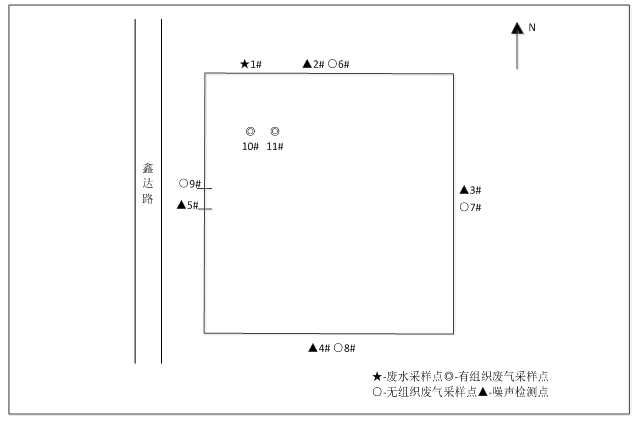 N
★1#
▲2# ○6#
◎ ◎
10# 11#
鑫达路
○9#
▲5#
▲3#
○7#
▲4# ○8#
★-废水采样点◎-有组织废气采样点
○-无组织废气采样点▲-噪声检测点